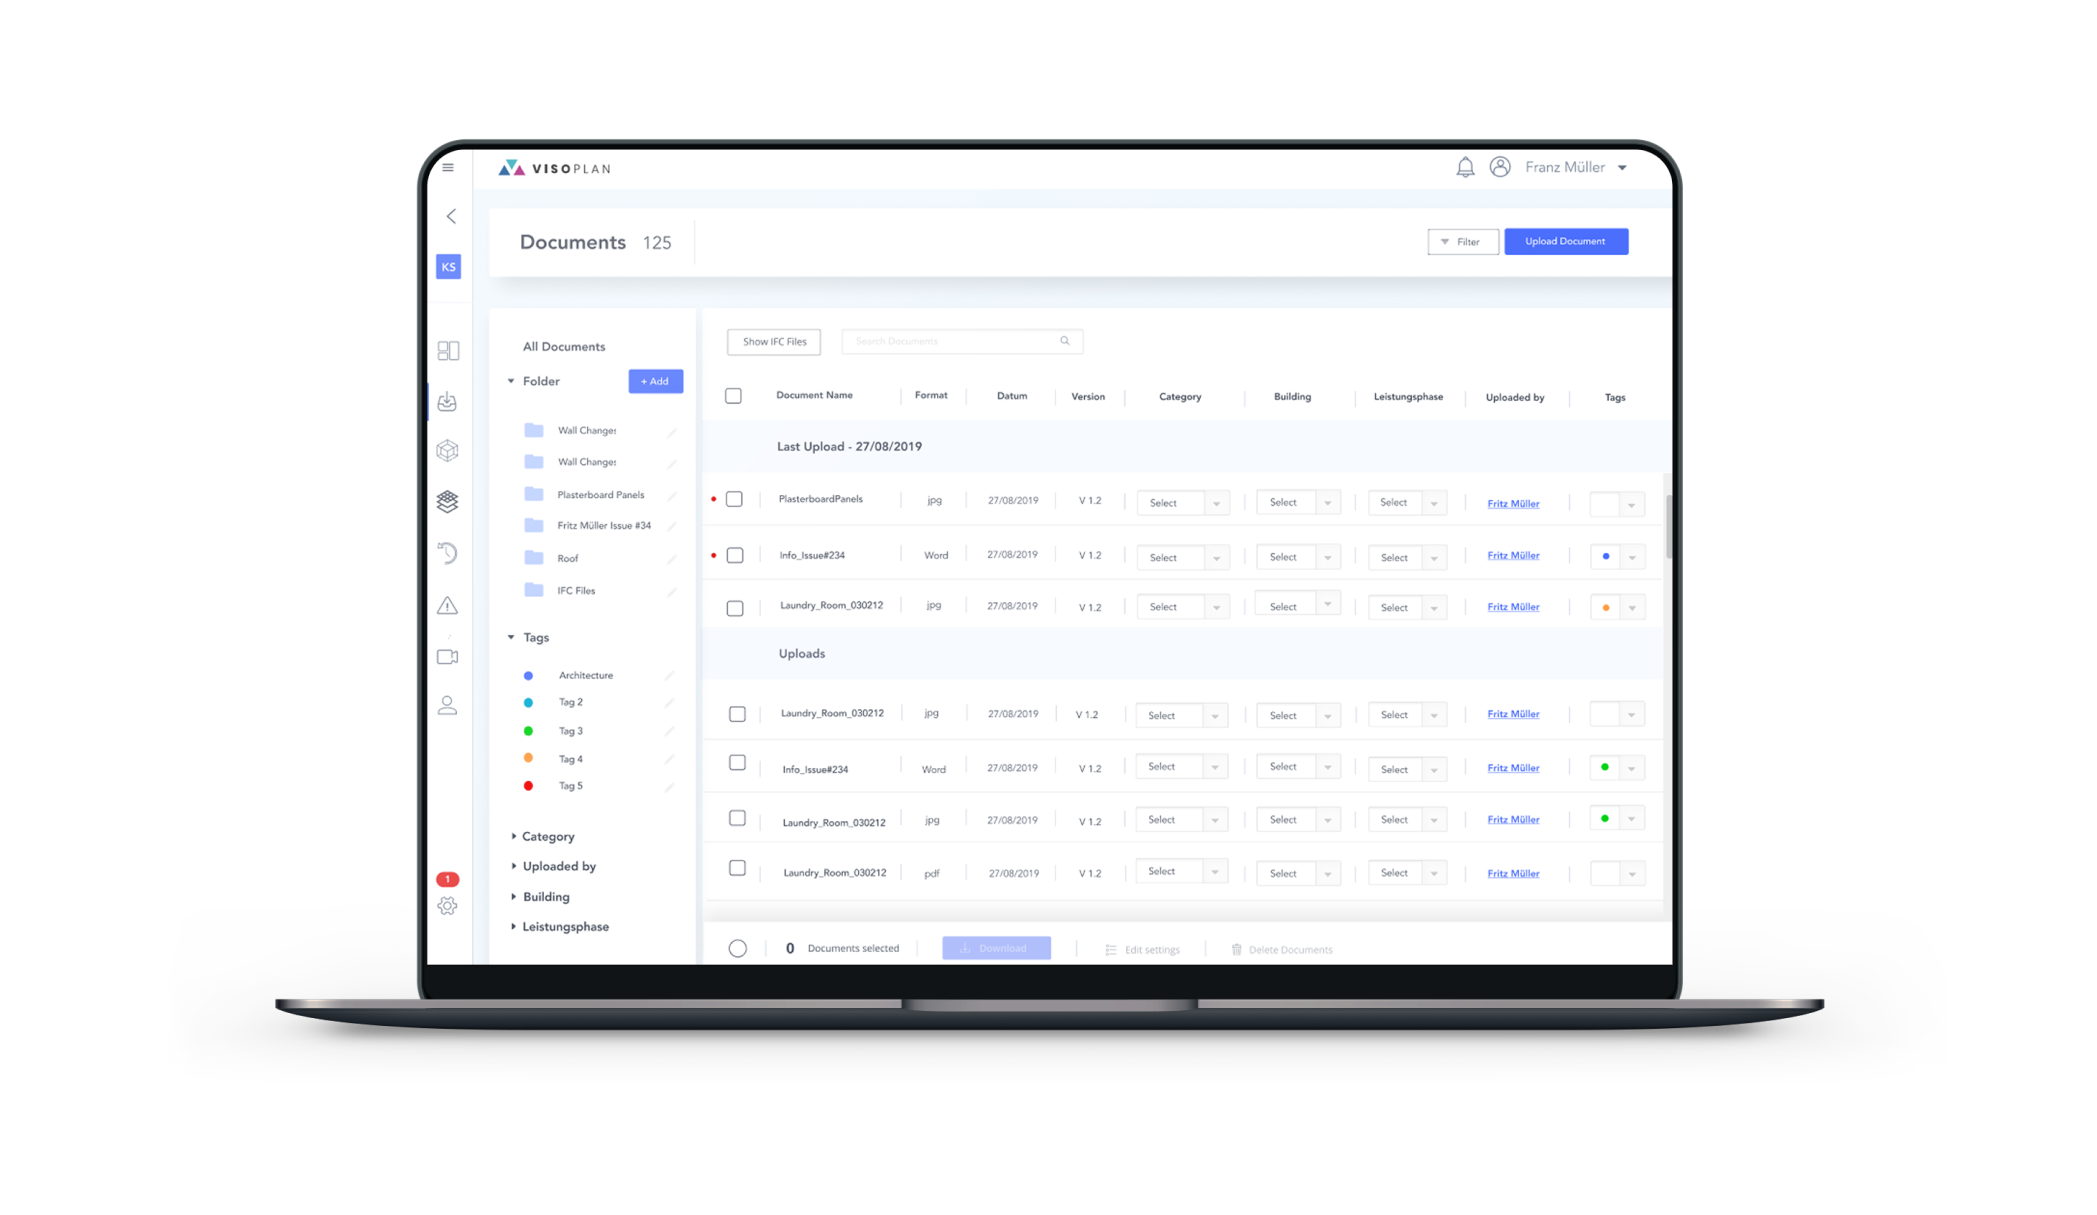 VISOPLAN
Franz Müller
KS
Documents 125
Filter
Upload Document
All Documents
Folder
+ Add
Wall Changes
Wall Changes
Plasterboard Panels
Fritz Müller Issue #34
Roof
IFC Files
Tags
Architecture
Tag 2
Tag 3
Tag 4
Tag 5
Category
Uploaded by
Building
Leistungsphase
1
Show IFC Files
Search Documents
Document Name Format Datum Version Category Building Leistungsphase Uploaded by Tags
Last Upload - 27/08/2019
PlasterboardPanels jpg 27/08/2019 V 1.2 Select Select Select Fritz Müller
Info_Issue#234 Word 27/08/2019 V 1.2 Select Select Select Fritz Müller
Laundry_Room_030212 jpg 27/08/2019 V 1.2 Select Select Select Fritz Müller
Uploads
Laundry_Room_030212 jpg 27/08/2019 V 1.2 Select Select Select Fritz Müller
Info_Issue#234 Word 27/08/2019 V 1.2 Select Select Select Fritz Müller
Laundry_Room_030212 jpg 27/08/2019 V 1.2 Select Select Select Fritz Müller
Laundry_Room_030212 pdf 27/08/2019 V 1.2 Select Select Select Fritz Müller
0 Documents selected Download Edit settings Delete Documents